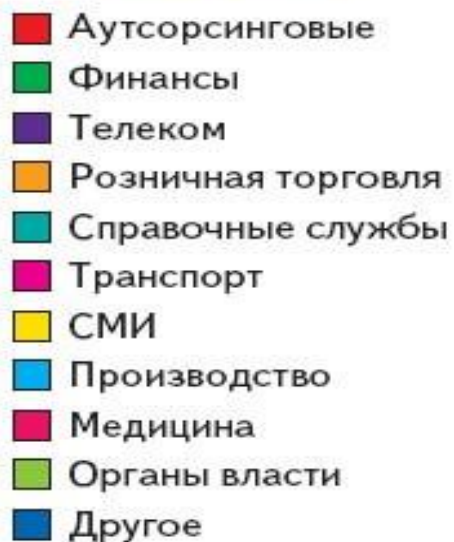 Аутсорсинговые
Финансы
Телеком
Розничная торговля
Справочные службы
Транспорт
СМИ
Производство
Медицина
Органы власти
Другое